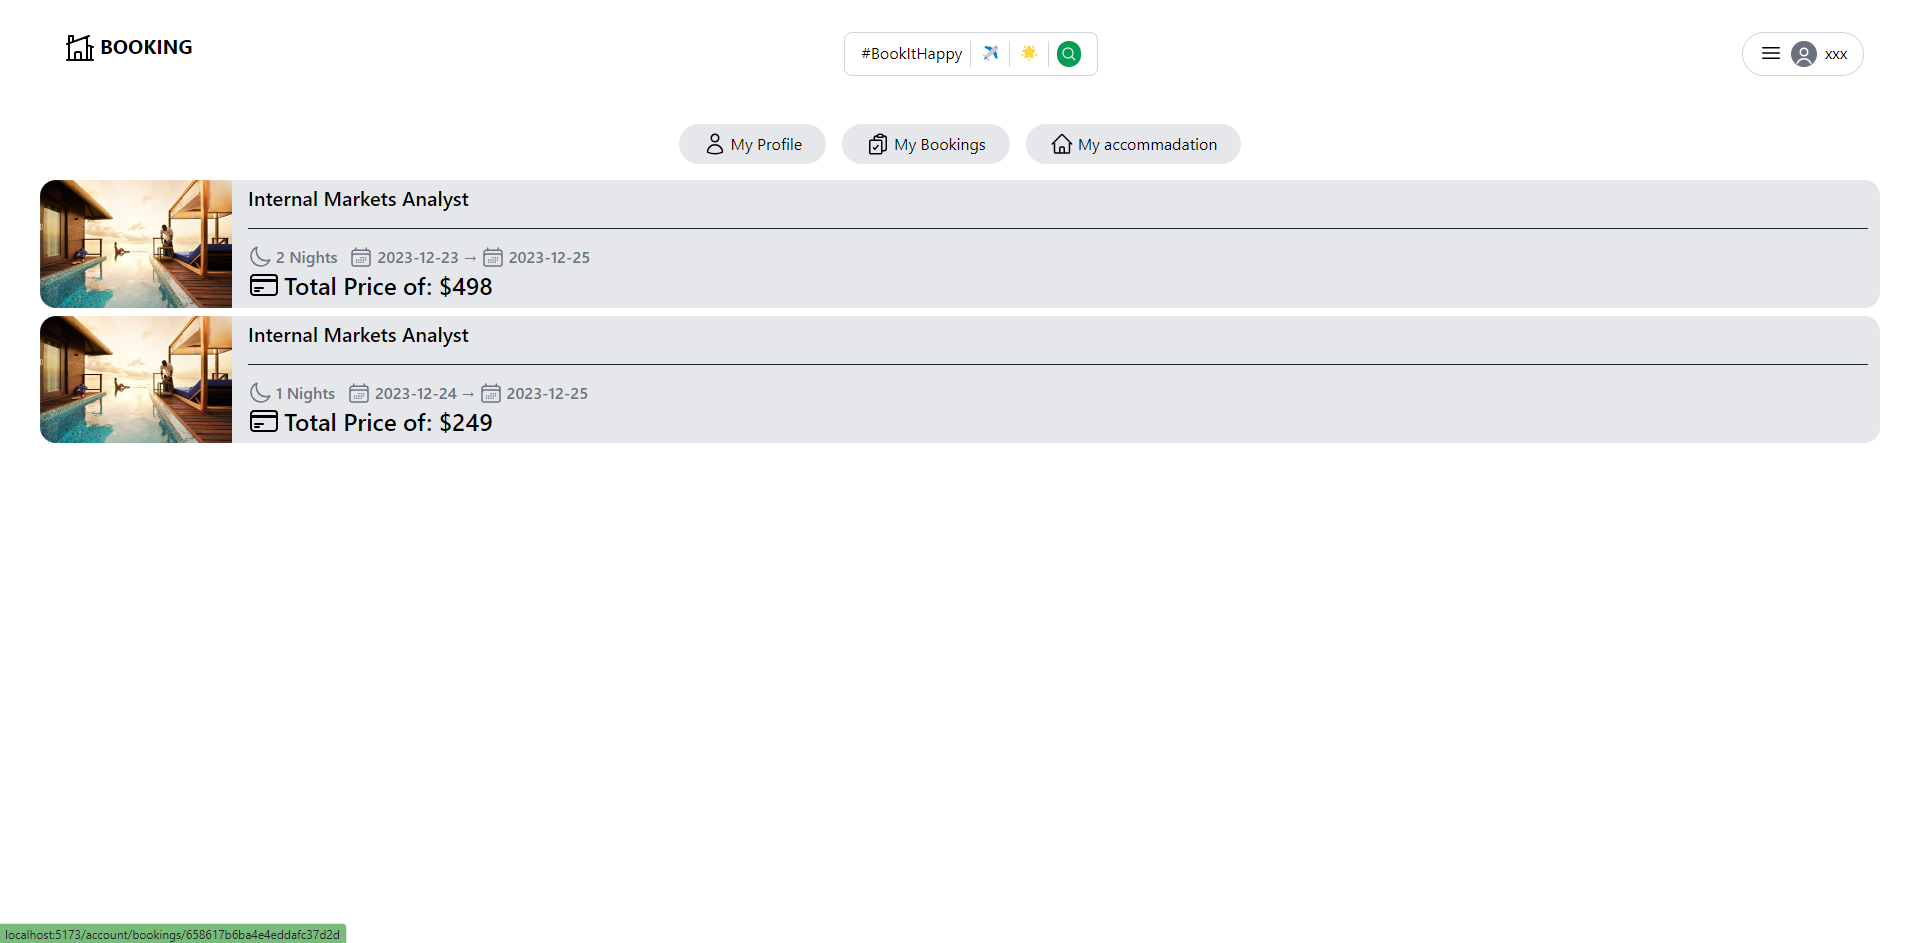 BOOKING
#BookItHappy
xxx
My Profile
My Bookings
My accommadation
Internal Markets Analyst
2 Nights 2023-12-23 → 2023-12-25
Total Price of: $498
Internal Markets Analyst
1 Nights 2023-12-24 → 2023-12-25
Total Price of: $249
localhost:5173/account/bookings/658617b6ba4e4eddafc37d2d